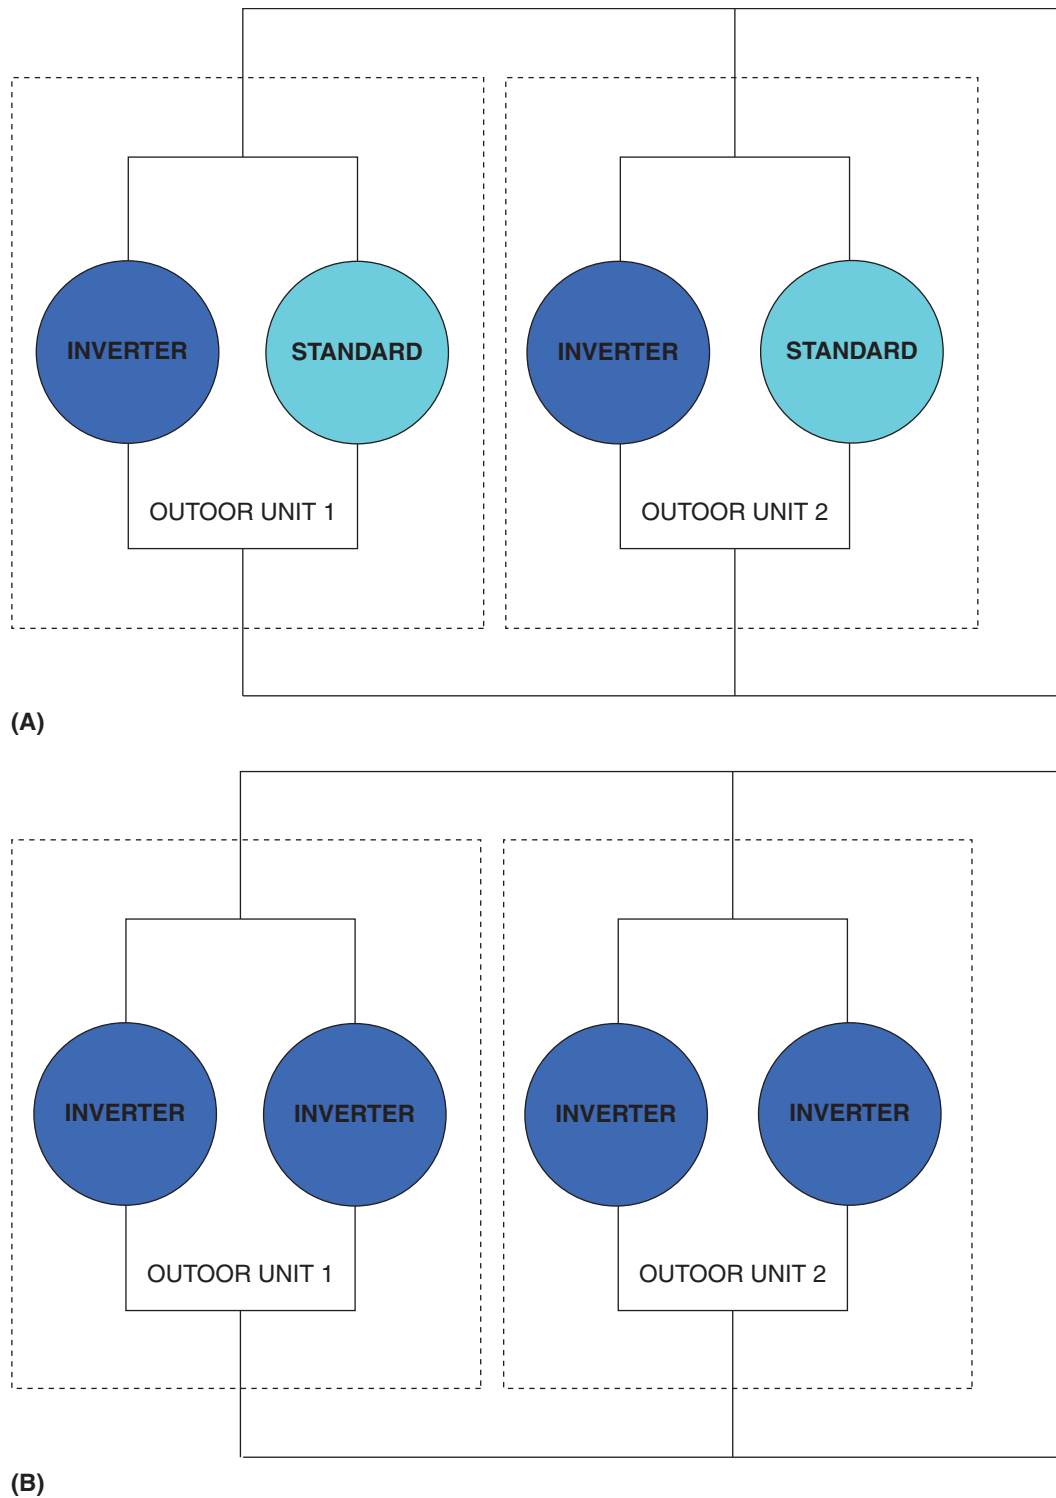 INVERTER
STANDARD
INVERTER
STANDARD
OUTOOR UNIT 1
OUTOOR UNIT 2
(A)
INVERTER
INVERTER
INVERTER
INVERTER
OUTOOR UNIT 1
OUTOOR UNIT 2
(B)